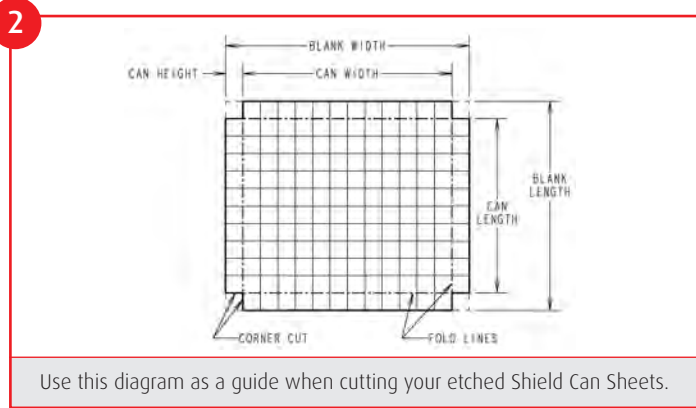 2
BLANK WIDTH
CAN HEIGHT
CAN WIDTH
BLANK
LENGTH
CAN
LENGTH
CORNER CUT
FOLD LINES
Use this diagram as a guide when cutting your etched Shield Can Sheets.